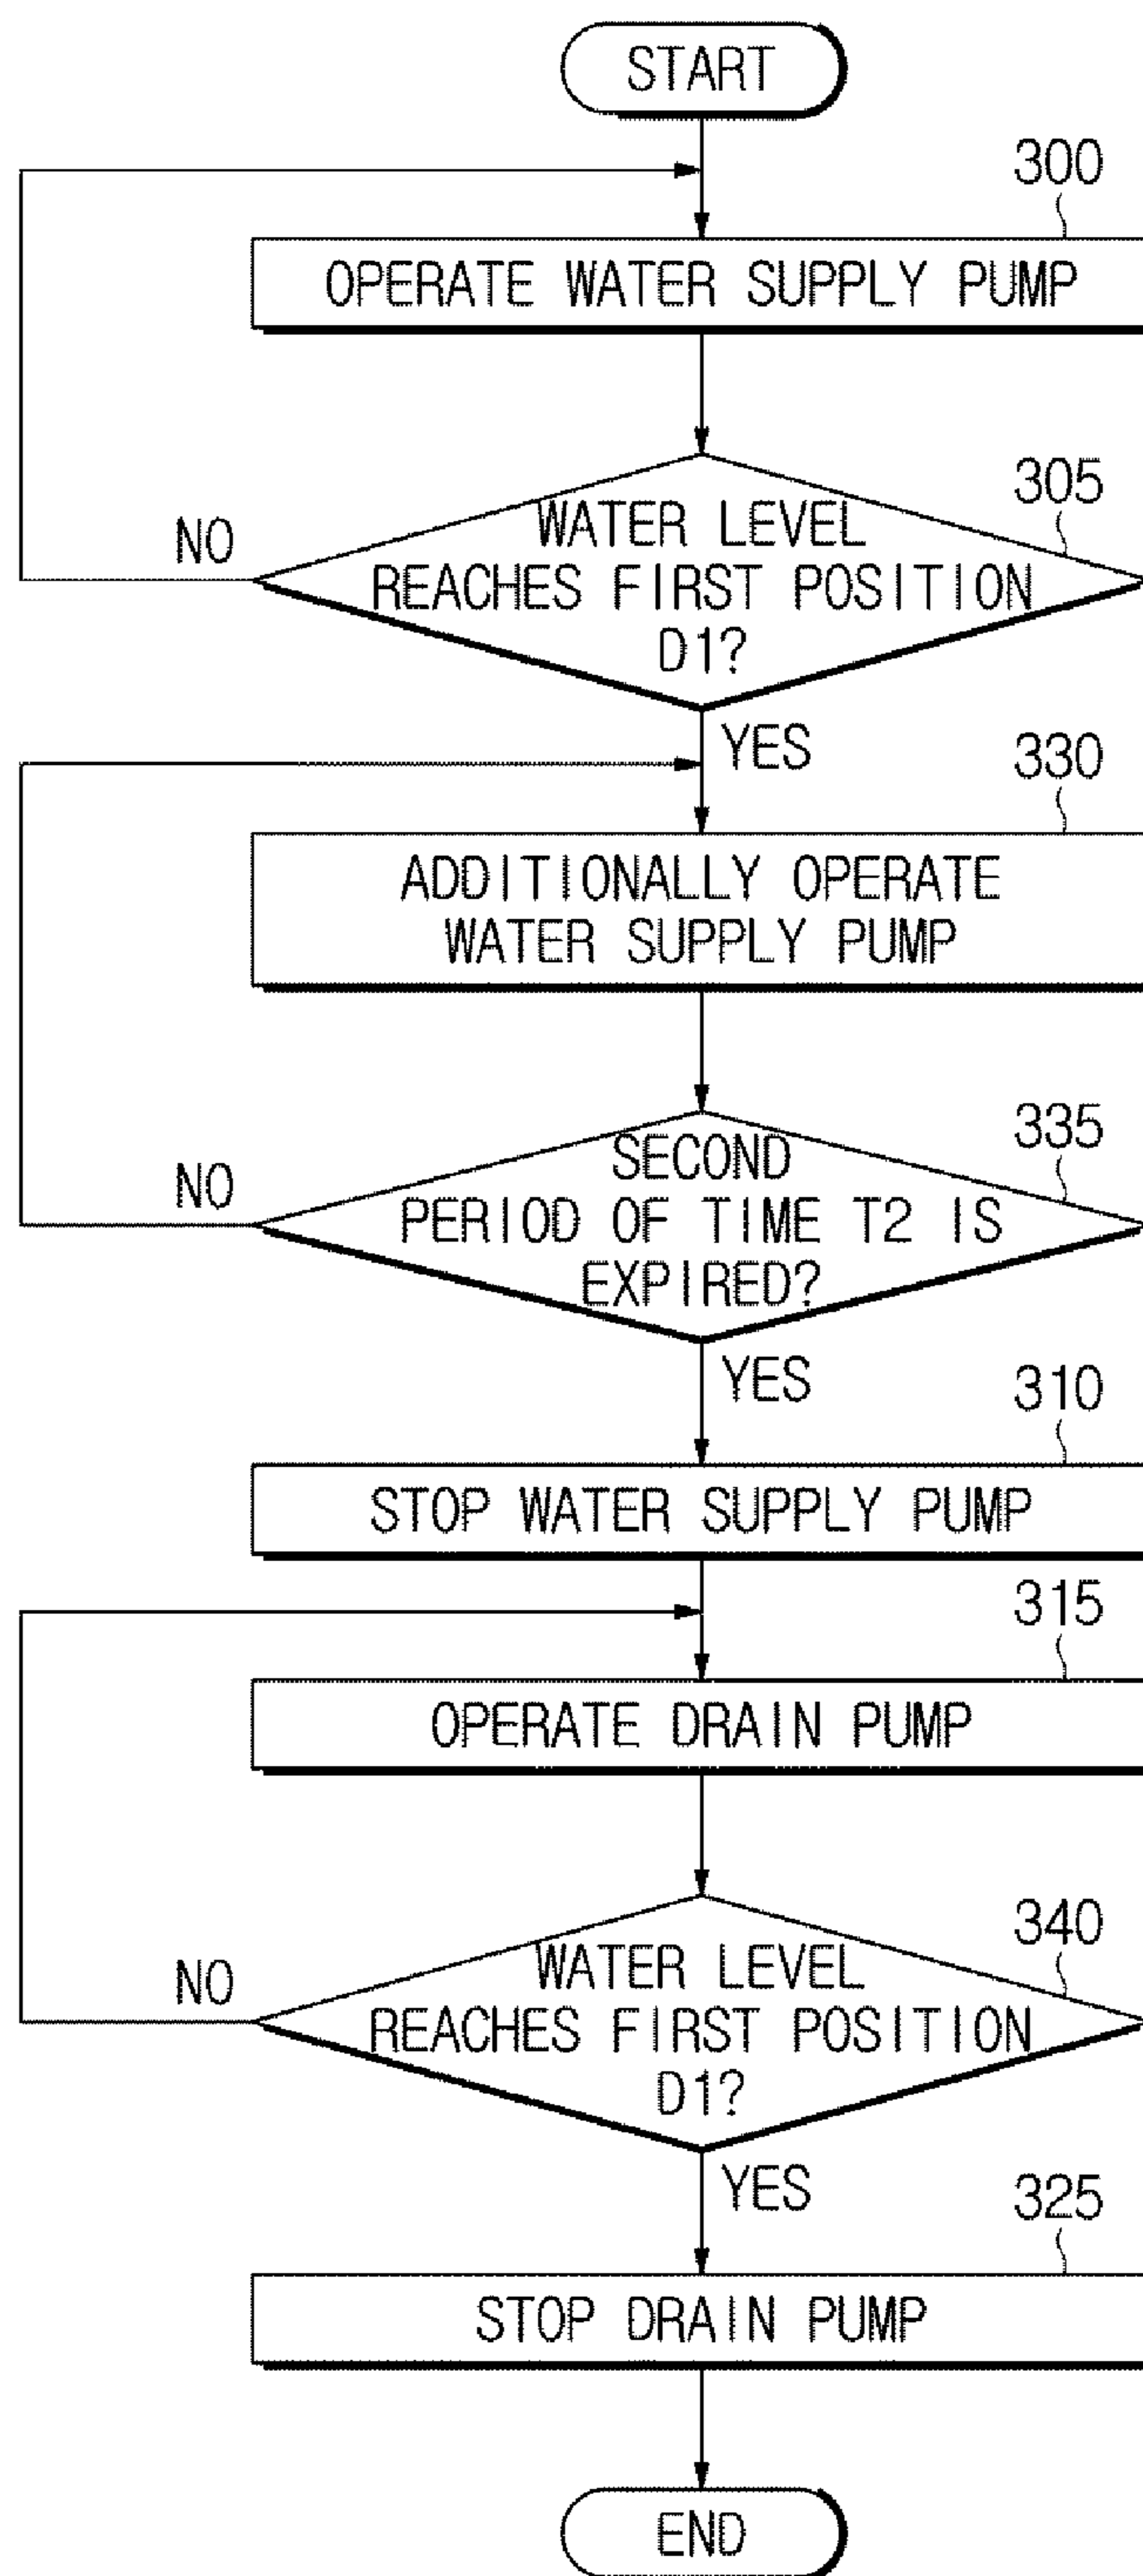 START
300
OPERATE WATER SUPPLY PUMP
305
WATER LEVEL
NO
REACHES FIRST POSITION
D1?
YES
330
ADDITIONALLY OPERATE
WATER SUPPLY PUMP
335
SECOND
NO
PERIOD OF TIME T2 IS
EXPIRED?
YES
310
STOP WATER SUPPLY PUMP
315
OPERATE DRAIN PUMP
340
WATER LEVEL
NO
REACHES FIRST POSITION
D1?
YES
325
STOP DRAIN PUMP
END